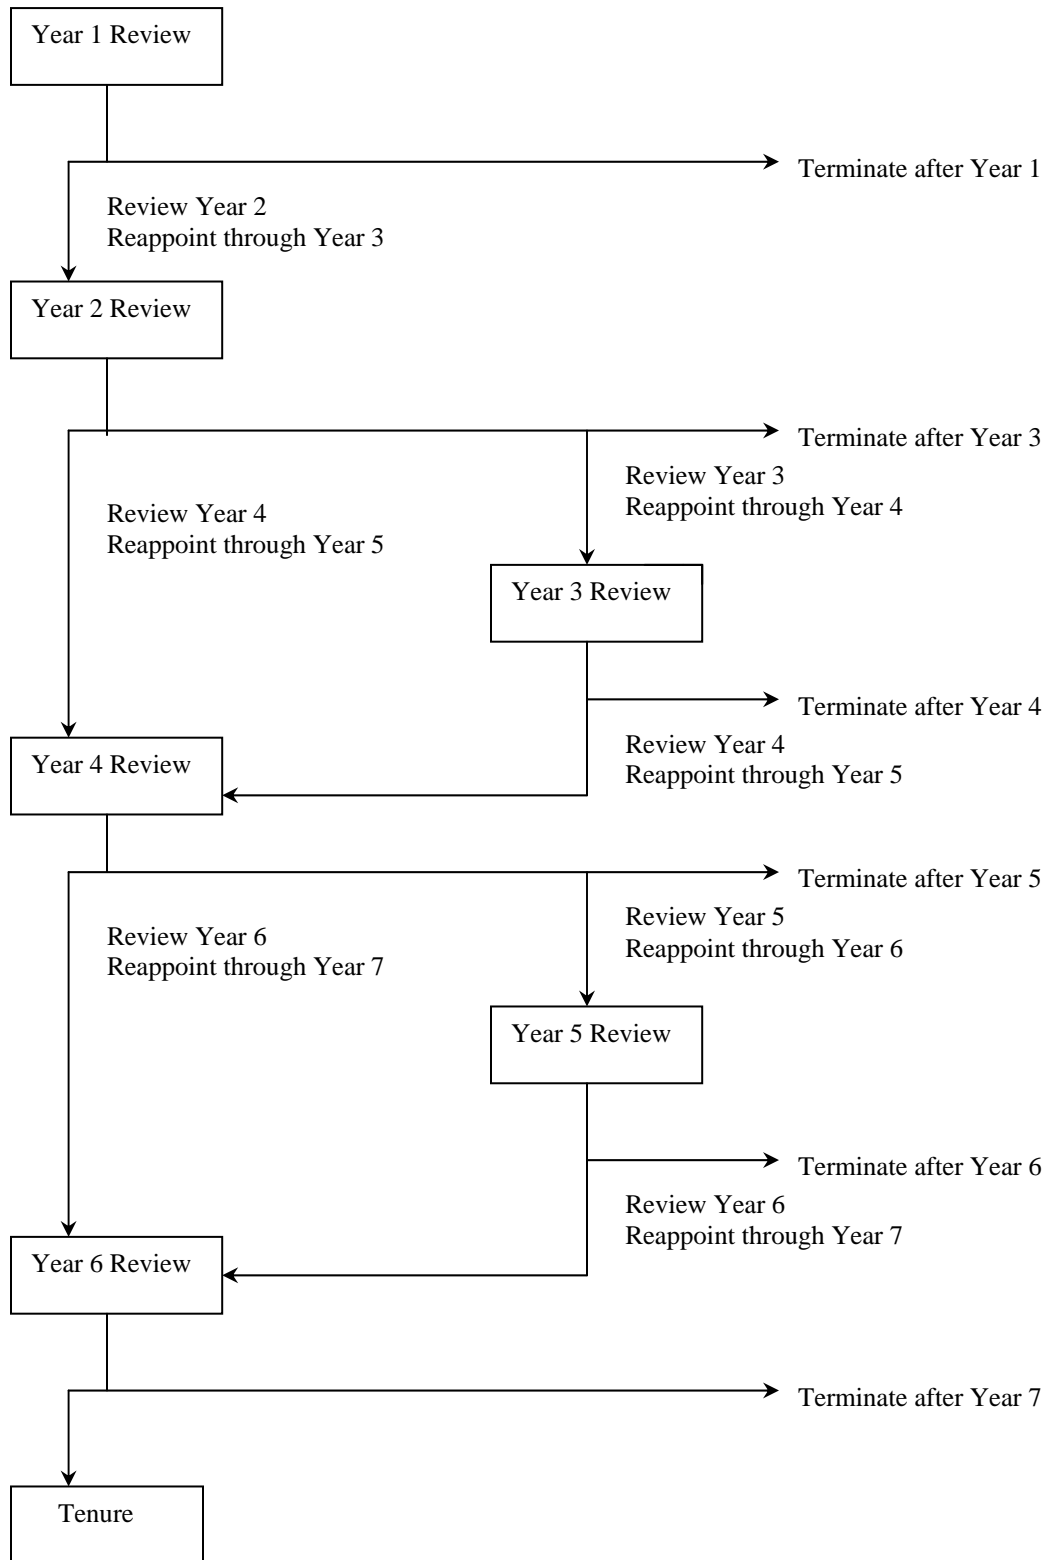 Year 1 Review
Terminate after Year 1
Review Year 2
Reappoint through Year 3
Year 2 Review
Terminate after Year 3
Review Year 3
Reappoint through Year 4
Review Year 4
Reappoint through Year 5
Year 3 Review
Terminate after Year 4
Review Year 4
Reappoint through Year 5
Year 4 Review
Terminate after Year 5
Review Year 5
Reappoint through Year 6
Review Year 6
Reappoint through Year 7
Year 5 Review
Terminate after Year 6
Review Year 6
Reappoint through Year 7
Year 6 Review
Terminate after Year 7
Tenure